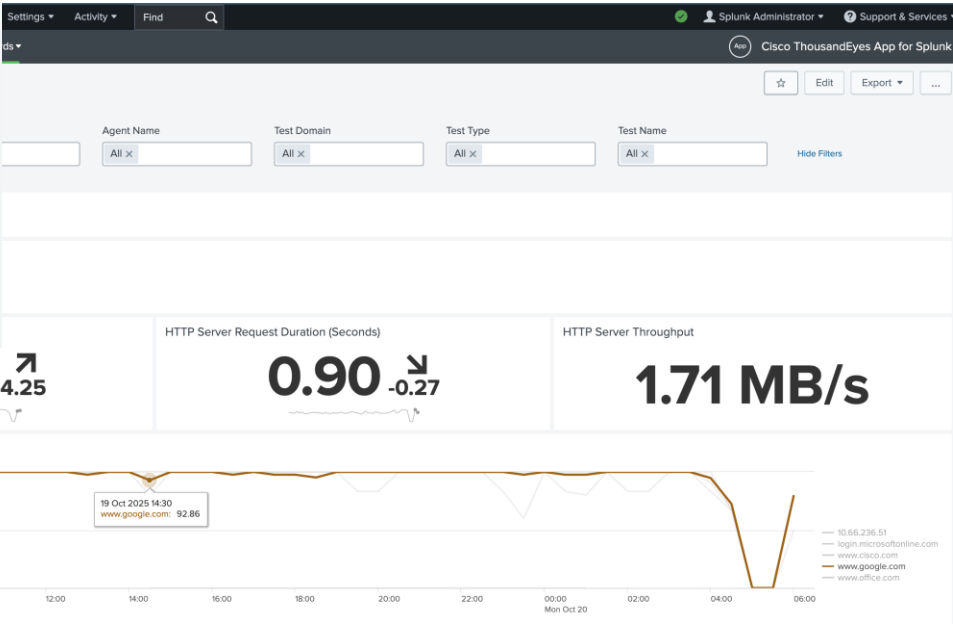 Settings Activity Find Splunk Administrator Support & Services
ds App Cisco ThousandEyes App for Splunk
Edit Export ...
Agent Name Test Domain Test Type Test Name
All × All × All × All × Hide Filters
HTTP Server Request Duration (Seconds) HTTP Server Throughput
4.25 0.90 -0.27 1.71 MB/s
19 Oct 2025 14:30
www.google.com: 92.86
10.66.236.51
login.microsoftonline.com
www.cisco.com
www.google.com
www.office.com
12:00 14:00 16:00 18:00 20:00 22:00 00:00 02:00 04:00 06:00
Mon Oct 20